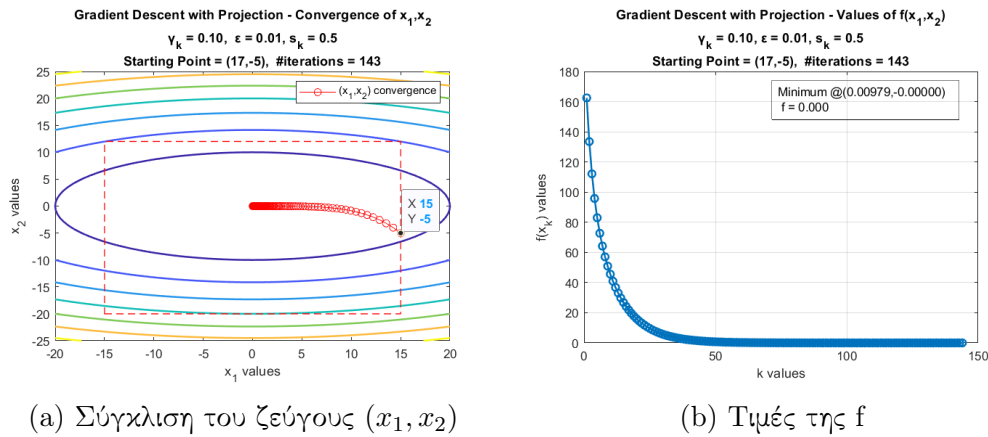 Gradient Descent with Projection - Convergence of x₁,x₂
γₖ = 0.10, ε = 0.01, sₖ = 0.5
Starting Point = (17,-5), #iterations = 143
25
20
15
10
5
0
-5
-10
-15
-20
-25
x₂ values
-20 -15 -10 -5 0 5 10 15 20
x₁ values
(x₁,x₂) convergence
X 15
Y -5
(a) Σύγκλιση του ζεύγους (x₁, x₂)
Gradient Descent with Projection - Values of f(x₁,x₂)
γₖ = 0.10, ε = 0.01, sₖ = 0.5
Starting Point = (17,-5), #iterations = 143
180
160
140
120
100
80
60
40
20
0
f(xₖ) values
0 50 100 150
k values
Minimum @(0.00979,-0.00000)
f = 0.000
(b) Τιμές της f